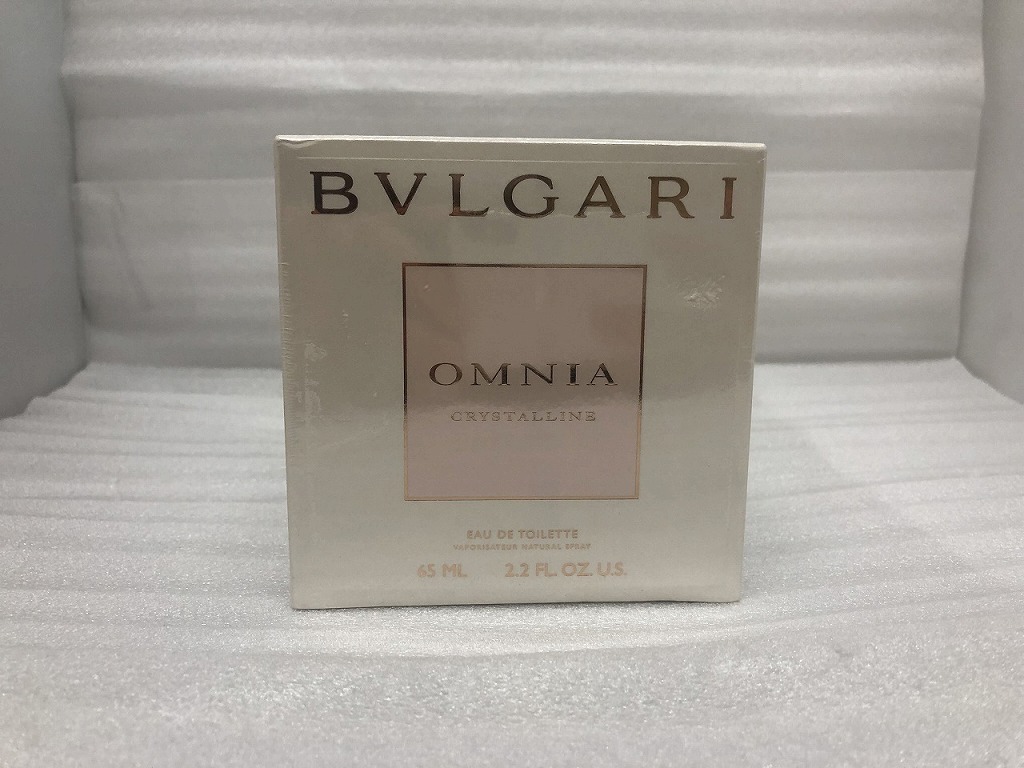 BVLGARI
OMNIA
CRYSTALLINE
EAU DE TOILETTE
VAPORISATEUR NATURAL SPRAY
65 ML 2.2 FL. OZ. U.S.